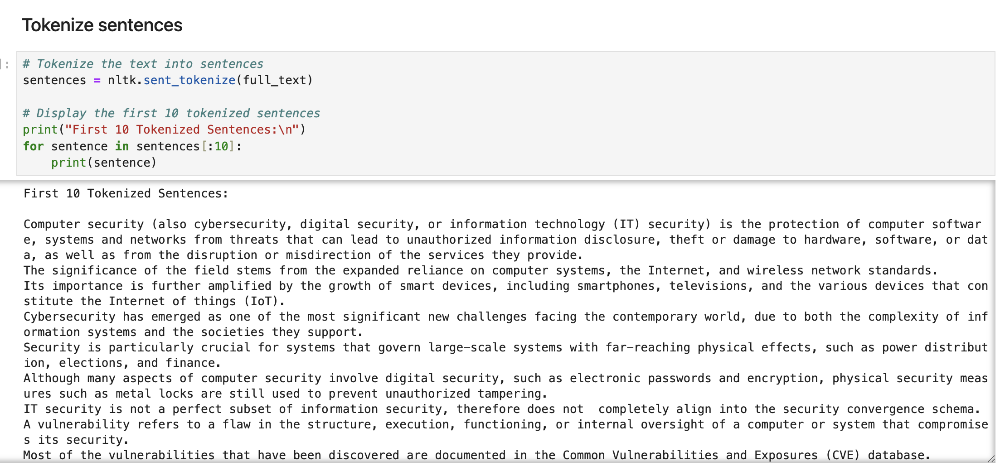 Tokenize sentences
]:
# Tokenize the text into sentences
sentences = nltk.sent_tokenize(full_text)
# Display the first 10 tokenized sentences
print("First 10 Tokenized Sentences:\n")
for sentence in sentences[:10]:
    print(sentence)
First 10 Tokenized Sentences:
Computer security (also cybersecurity, digital security, or information technology (IT) security) is the protection of computer softwar
e, systems and networks from threats that can lead to unauthorized information disclosure, theft or damage to hardware, software, or dat
a, as well as from the disruption or misdirection of the services they provide.
The significance of the field stems from the expanded reliance on computer systems, the Internet, and wireless network standards.
Its importance is further amplified by the growth of smart devices, including smartphones, televisions, and the various devices that con
stitute the Internet of things (IoT).
Cybersecurity has emerged as one of the most significant new challenges facing the contemporary world, due to both the complexity of inf
ormation systems and the societies they support.
Security is particularly crucial for systems that govern large-scale systems with far-reaching physical effects, such as power distribut
ion, elections, and finance.
Although many aspects of computer security involve digital security, such as electronic passwords and encryption, physical security meas
ures such as metal locks are still used to prevent unauthorized tampering.
IT security is not a perfect subset of information security, therefore does not  completely align into the security convergence schema.
A vulnerability refers to a flaw in the structure, execution, functioning, or internal oversight of a computer or system that compromise
s its security.
Most of the vulnerabilities that have been discovered are documented in the Common Vulnerabilities and Exposures (CVE) database.